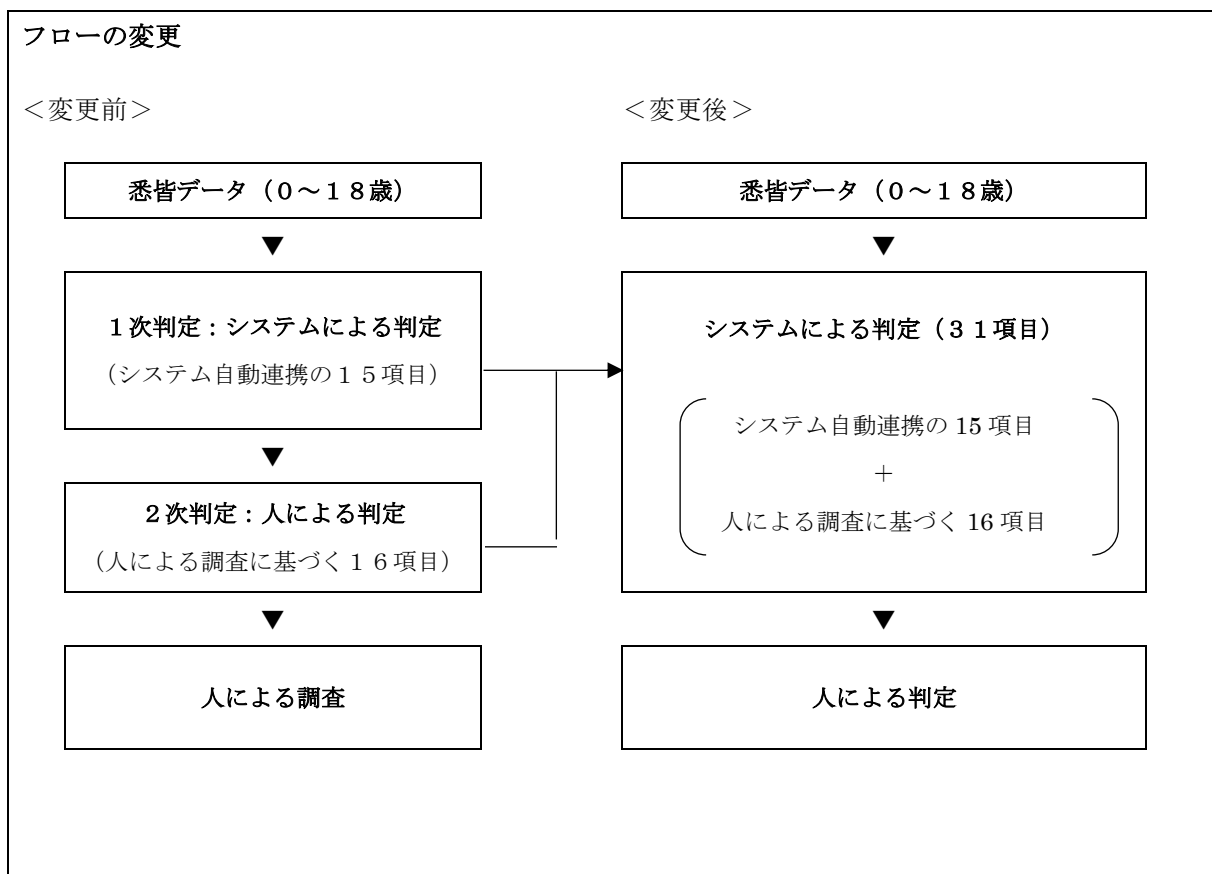 フローの変更
＜変更前＞
悉皆データ（０～１８歳）
▼
１次判定：システムによる判定
（システム自動連携の１５項目）
▼
２次判定：人による判定
（人による調査に基づく１６項目）
▼
人による調査
＜変更後＞
悉皆データ（０～１８歳）
▼
システムによる判定（３１項目）
システム自動連携の 15 項目
＋
人による調査に基づく 16 項目
▼
人による判定